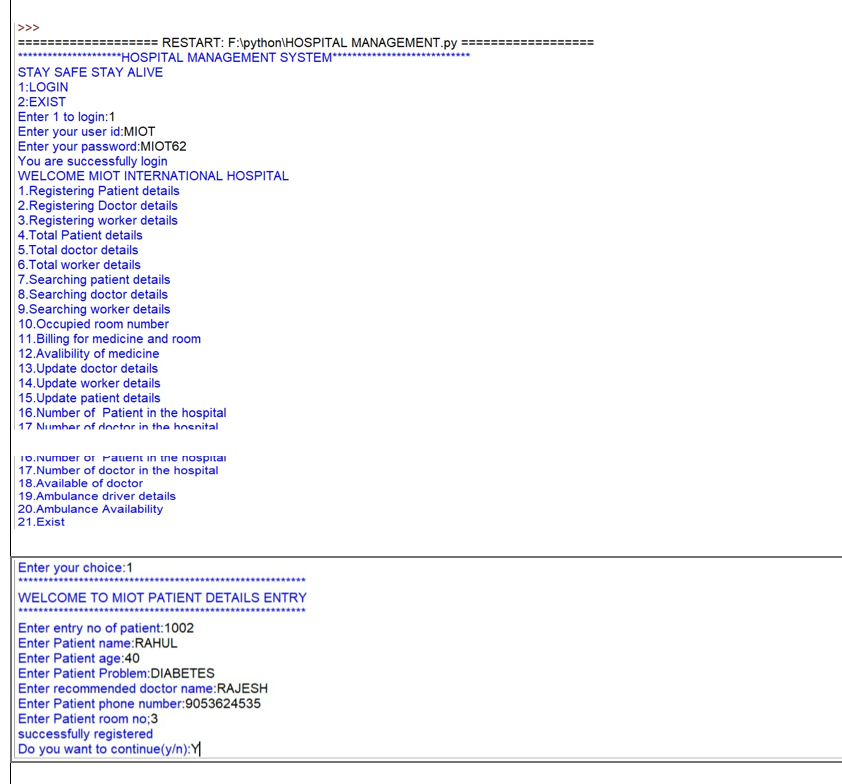 >>>
=================== RESTART: F:\python\HOSPITAL MANAGEMENT.py ==================
*********************HOSPITAL MANAGEMENT SYSTEM****************************
STAY SAFE STAY ALIVE
1:LOGIN
2:EXIST
Enter 1 to login:1
Enter your user id:MIOT
Enter your password:MIOT62
You are successfully login
WELCOME MIOT INTERNATIONAL HOSPITAL
1.Registering Patient details
2.Registering Doctor details
3.Registering worker details
4.Total Patient details
5.Total doctor details
6.Total worker details
7.Searching patient details
8.Searching doctor details
9.Searching worker details
10.Occupied room number
11.Billing for medicine and room
12.Avalibility of medicine
13.Update doctor details
14.Update worker details
15.Update patient details
16.Number of  Patient in the hospital
17.Number of doctor in the hospital
16.Number of  Patient in the hospital
17.Number of doctor in the hospital
18.Available of doctor
19.Ambulance driver details
20.Ambulance Availability
21.Exist
Enter your choice:1
**********************************************************
WELCOME TO MIOT PATIENT DETAILS ENTRY
**********************************************************
Enter entry no of patient:1002
Enter Patient name:RAHUL
Enter Patient age:40
Enter Patient Problem:DIABETES
Enter recommended doctor name:RAJESH
Enter Patient phone number:9053624535
Enter Patient room no;3
successfully registered
Do you want to continue(y/n):Y